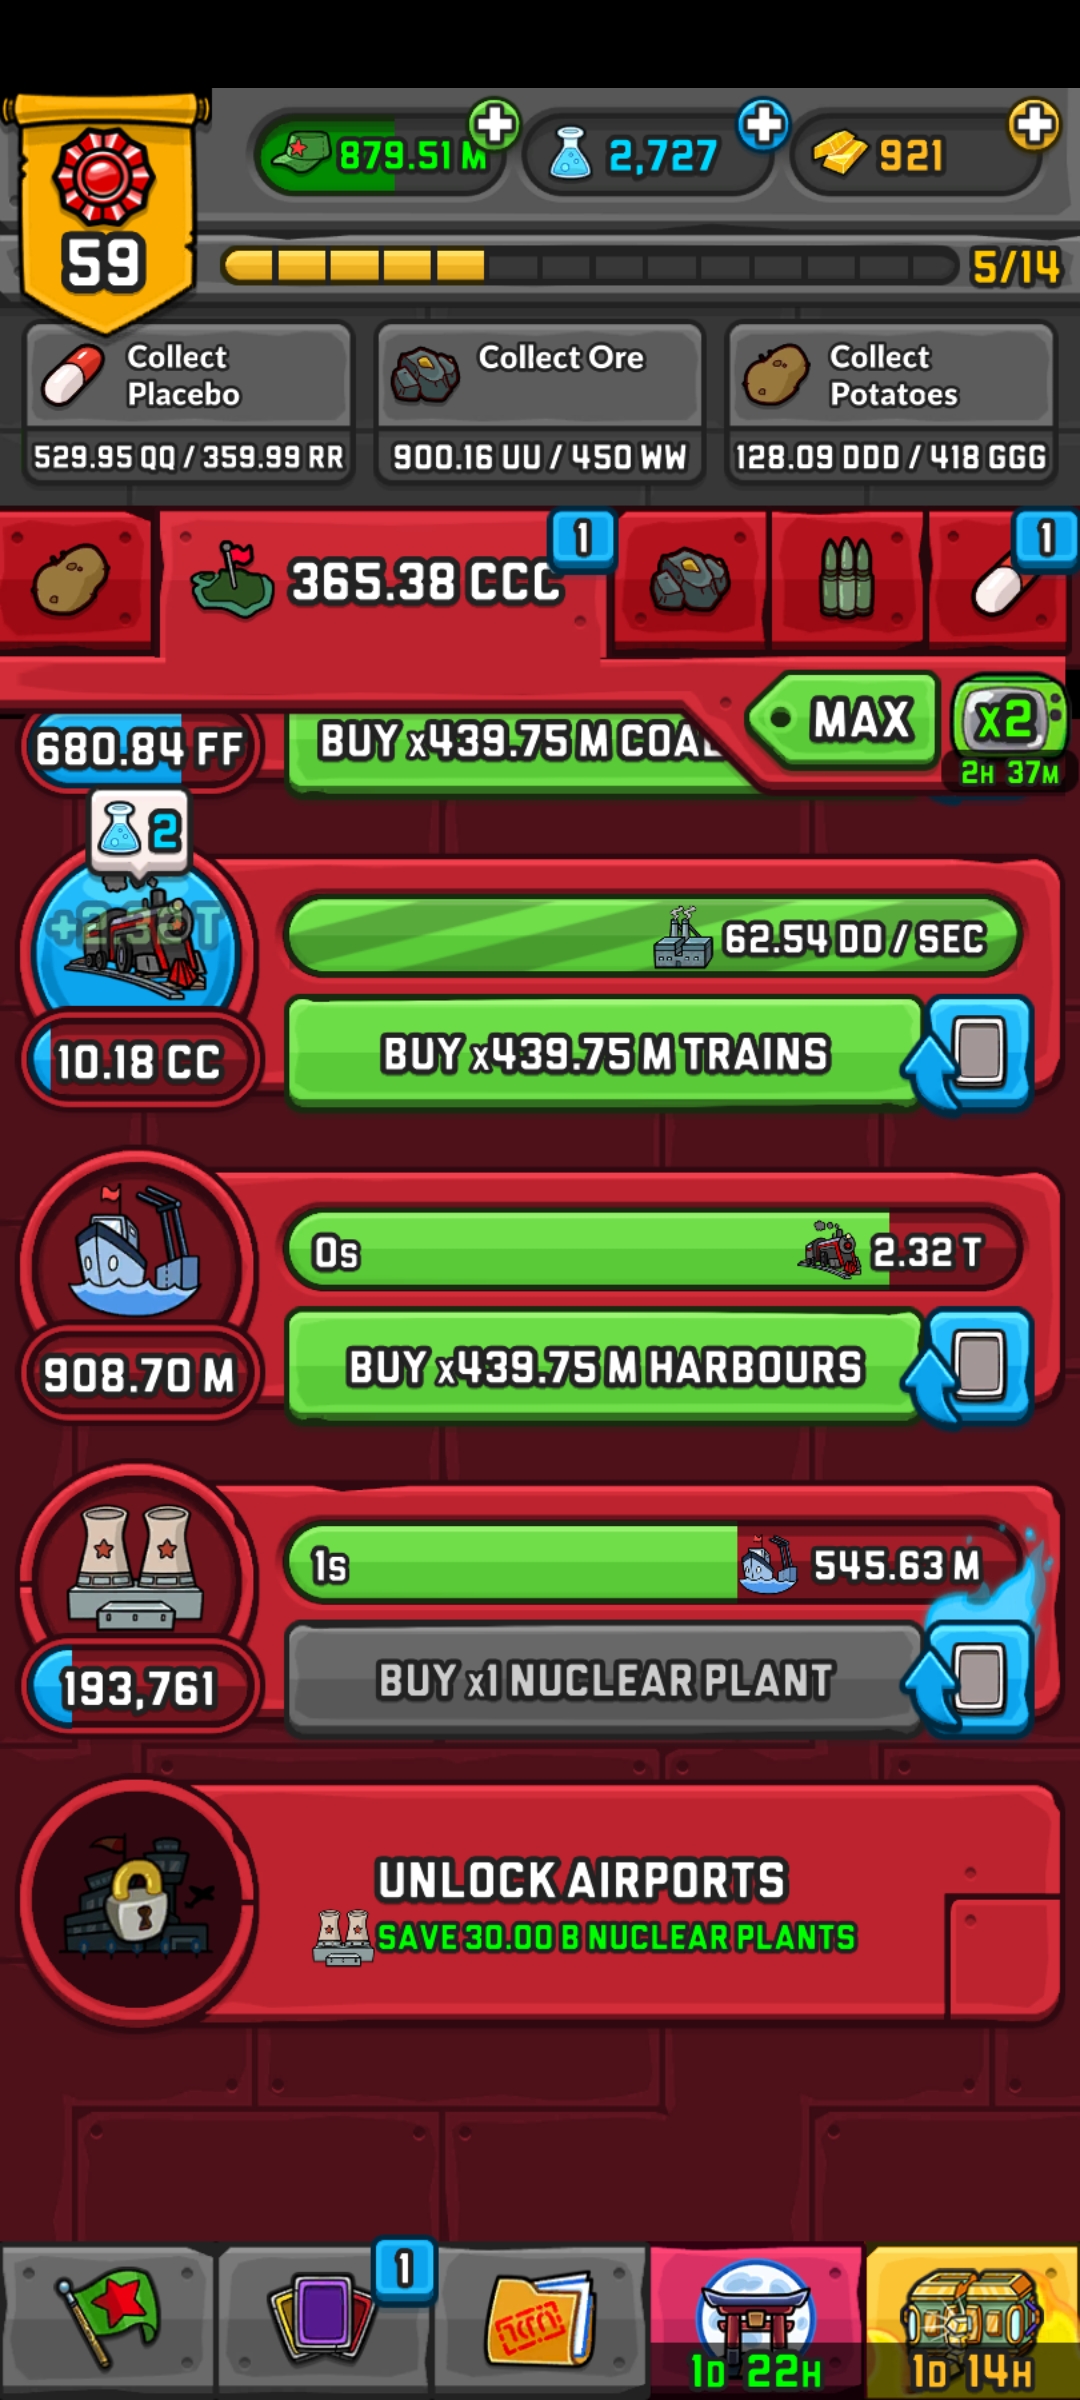 879.51 M
2,727
921
59
5/14
Collect
Placebo
529.95 QQ / 359.99 RR
Collect Ore
900.16 UU / 450 WW
Collect
Potatoes
128.09 DDD / 418 GGG
365.38 CCC
1
1
MAX
x2
2H 37M
680.84 FF
BUY x439.75 M COAL
2
+2.32 T
62.54 DD / SEC
10.18 CC
BUY x439.75 M TRAINS
0s
2.32 T
908.70 M
BUY x439.75 M HARBOURS
1s
545.63 M
193,761
BUY x1 NUCLEAR PLANT
UNLOCK AIRPORTS
SAVE 30.00 B NUCLEAR PLANTS
1
1D 22H
1D 14H